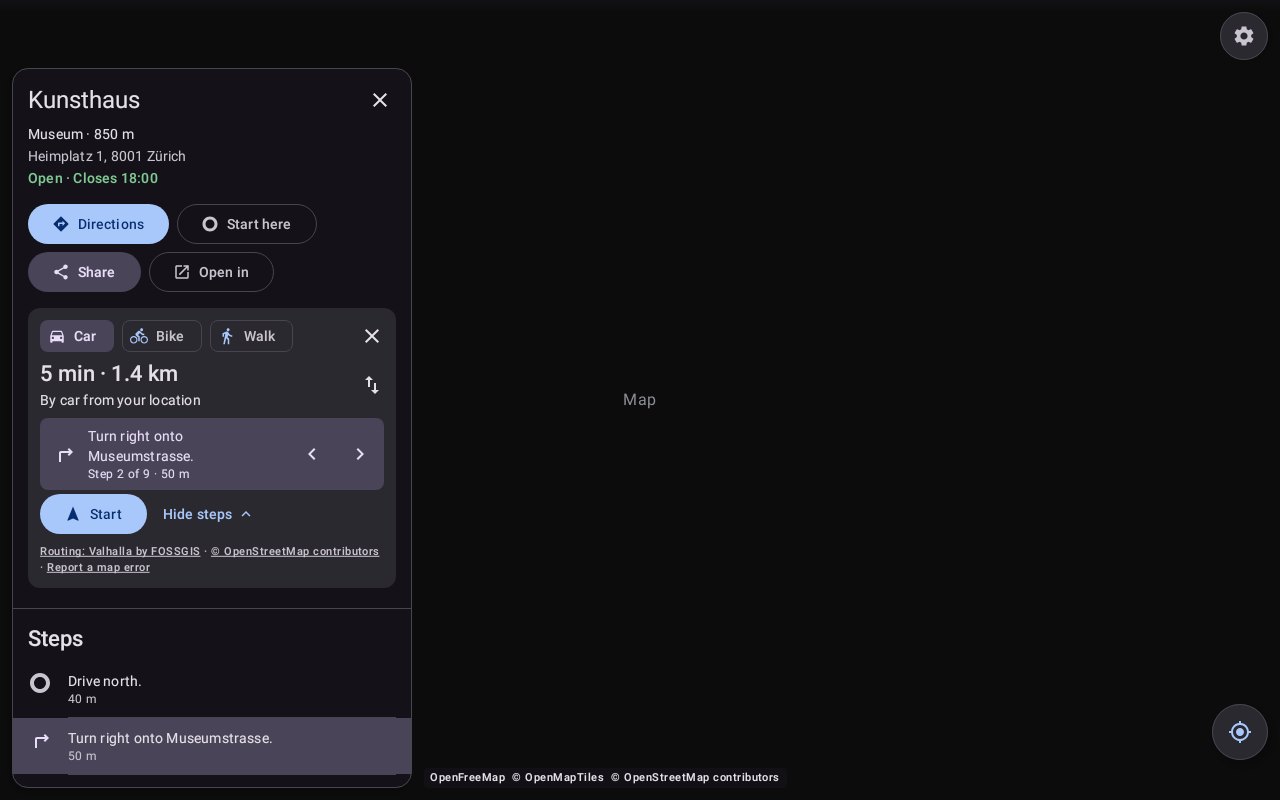 Kunsthaus
Museum · 850 m
Heimplatz 1, 8001 Zürich
Open · Closes 18:00
Directions
Start here
Share
Open in
Car
Bike
Walk
5 min · 1.4 km
By car from your location
Turn right onto
Museumstrasse.
Step 2 of 9 · 50 m
Start
Hide steps
Routing: Valhalla by FOSSGIS · © OpenStreetMap contributors
· Report a map error
Steps
Drive north.
40 m
Turn right onto Museumstrasse.
50 m
Map
OpenFreeMap © OpenMapTiles © OpenStreetMap contributors